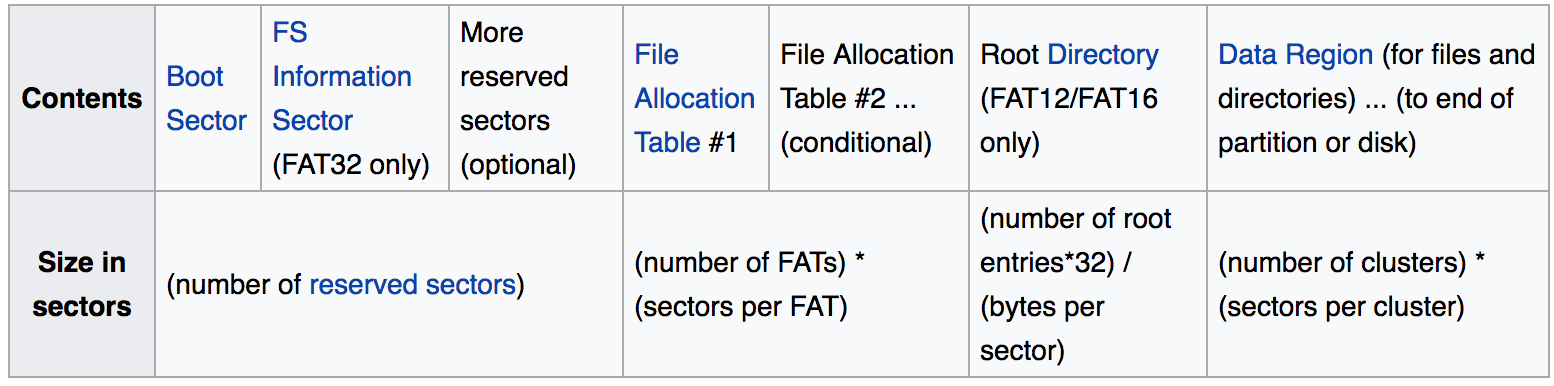 Contents
Boot
Sector
FS
Information
Sector
(FAT32 only)
More
reserved
sectors
(optional)
File
Allocation
Table #1
File Allocation
Table #2 ...
(conditional)
Root Directory
(FAT12/FAT16
only)
Data Region (for files and
directories) ... (to end of
partition or disk)
Size in
sectors
(number of reserved sectors)
(number of FATs) *
(sectors per FAT)
(number of root
entries*32) /
(bytes per
sector)
(number of clusters) *
(sectors per cluster)